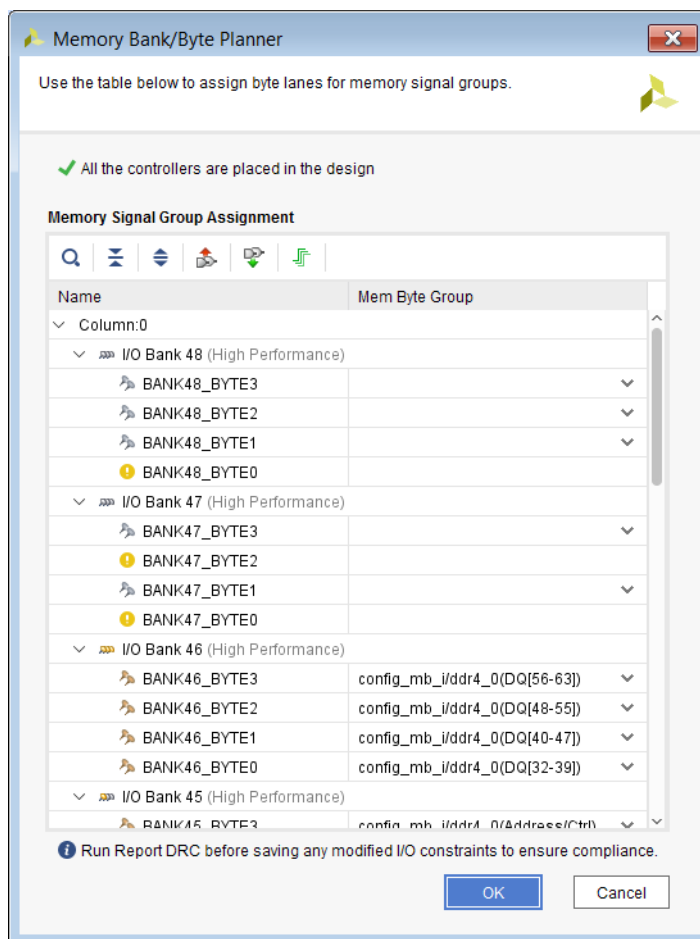 Memory Bank/Byte Planner
Use the table below to assign byte lanes for memory signal groups.
All the controllers are placed in the design
Memory Signal Group Assignment
Name Mem Byte Group
Column:0
I/O Bank 48 (High Performance)
BANK48_BYTE3
BANK48_BYTE2
BANK48_BYTE1
BANK48_BYTE0
I/O Bank 47 (High Performance)
BANK47_BYTE3
BANK47_BYTE2
BANK47_BYTE1
BANK47_BYTE0
I/O Bank 46 (High Performance)
BANK46_BYTE3 config_mb_i/ddr4_0(DQ[56-63])
BANK46_BYTE2 config_mb_i/ddr4_0(DQ[48-55])
BANK46_BYTE1 config_mb_i/ddr4_0(DQ[40-47])
BANK46_BYTE0 config_mb_i/ddr4_0(DQ[32-39])
I/O Bank 45 (High Performance)
BANK45_BYTE3 config_mb_i/ddr4_0(Address/Ctrl)
Run Report DRC before saving any modified I/O constraints to ensure compliance.
OK Cancel